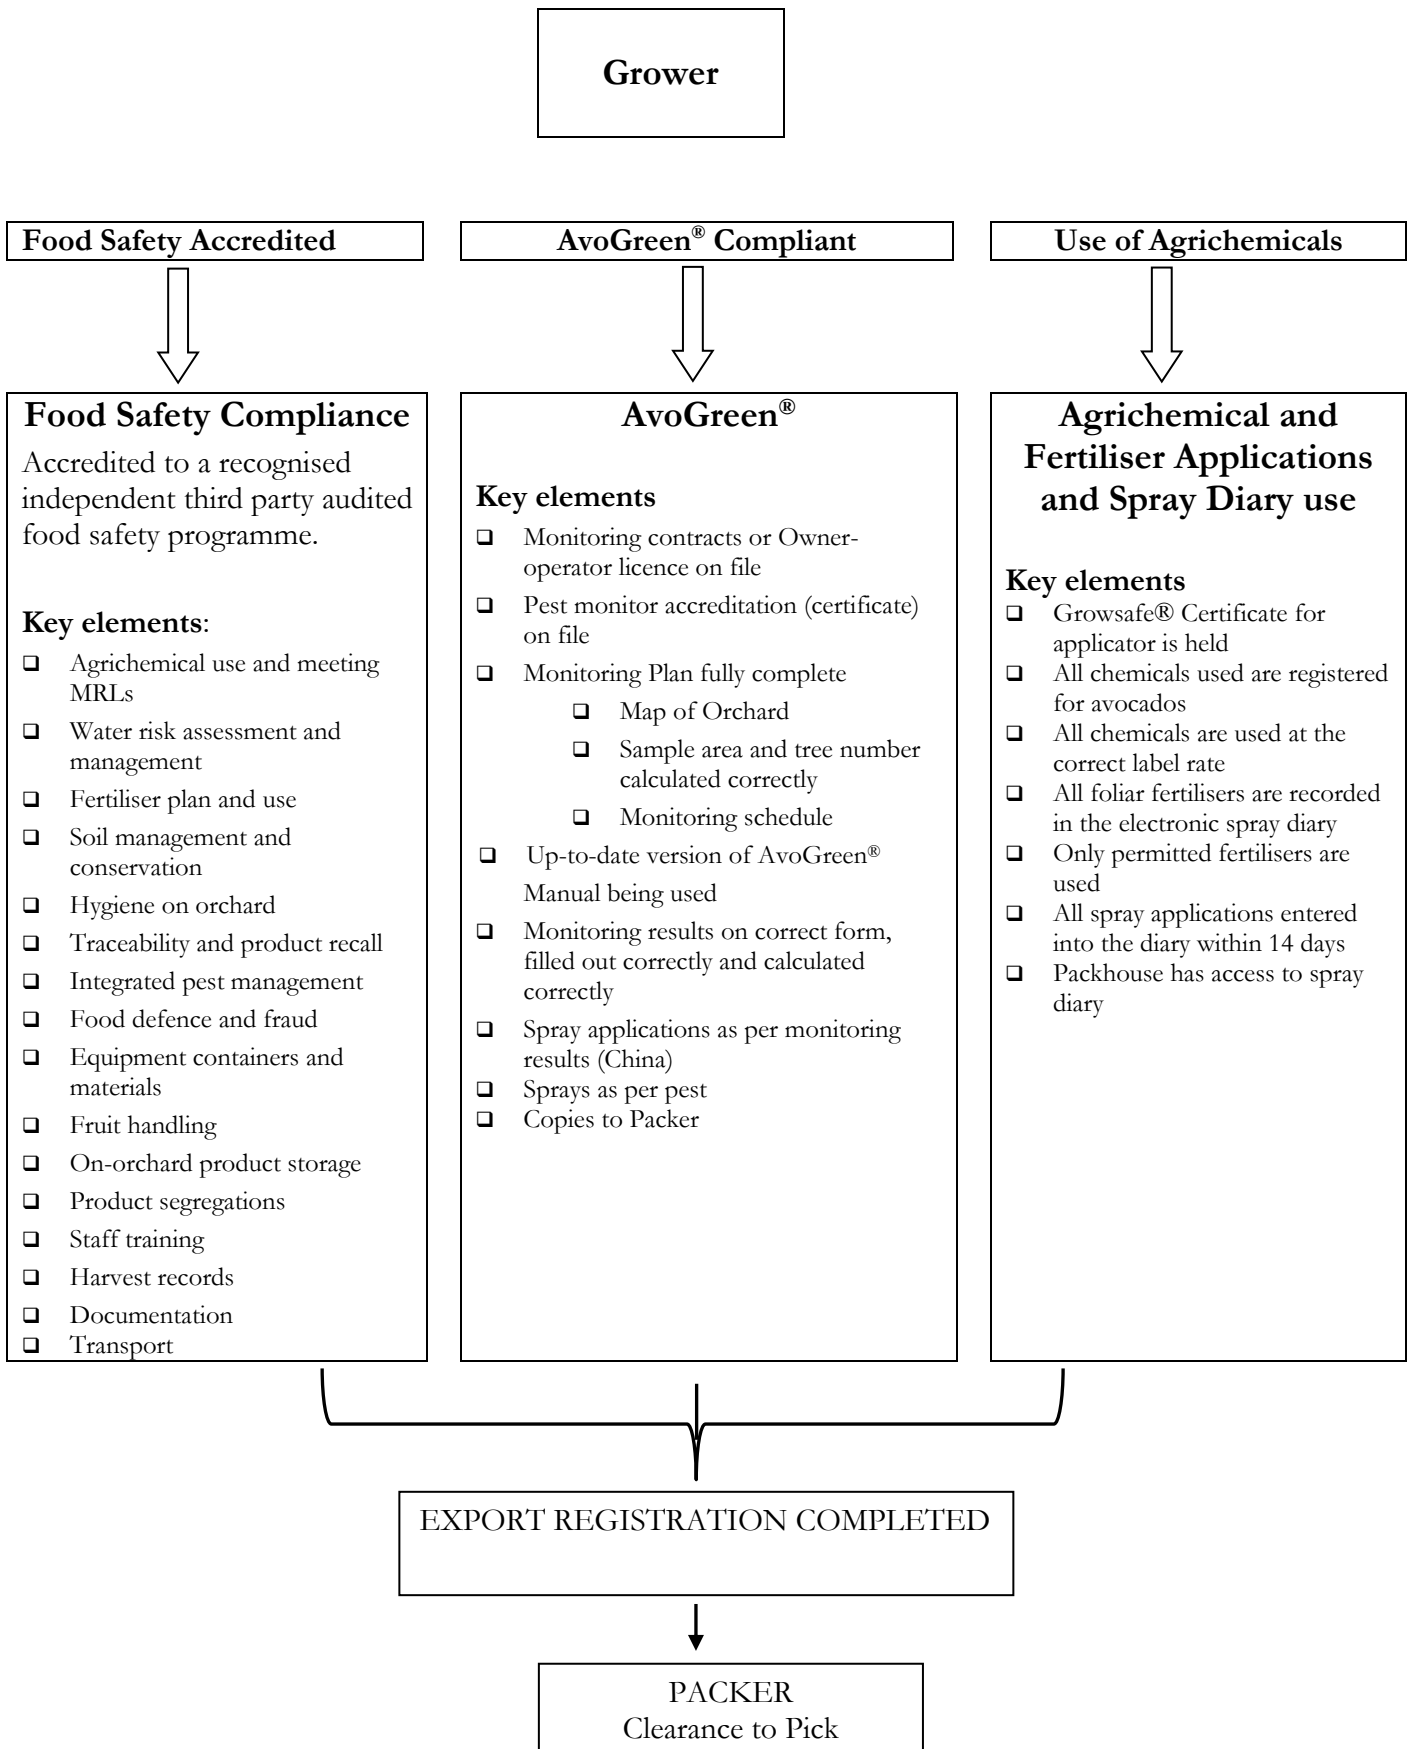 Grower
Food Safety Accredited
AvoGreen® Compliant
Use of Agrichemicals
Food Safety Compliance
Accredited to a recognised
independent third party audited
food safety programme.
Key elements:
❑ Agrichemical use and meeting
MRLs
❑ Water risk assessment and
management
❑ Fertiliser plan and use
❑ Soil management and
conservation
❑ Hygiene on orchard
❑ Traceability and product recall
❑ Integrated pest management
❑ Food defence and fraud
❑ Equipment containers and
materials
❑ Fruit handling
❑ On-orchard product storage
❑ Product segregations
❑ Staff training
❑ Harvest records
❑ Documentation
❑ Transport
AvoGreen®
Key elements
❑ Monitoring contracts or Owner-
operator licence on file
❑ Pest monitor accreditation (certificate)
on file
❑ Monitoring Plan fully complete
❑ Map of Orchard
❑ Sample area and tree number
calculated correctly
❑ Monitoring schedule
❑ Up-to-date version of AvoGreen®
Manual being used
❑ Monitoring results on correct form,
filled out correctly and calculated
correctly
❑ Spray applications as per monitoring
results (China)
❑ Sprays as per pest
❑ Copies to Packer
Agrichemical and
Fertiliser Applications
and Spray Diary use
Key elements
❑ Growsafe® Certificate for
applicator is held
❑ All chemicals used are registered
for avocados
❑ All chemicals are used at the
correct label rate
❑ All foliar fertilisers are recorded
in the electronic spray diary
❑ Only permitted fertilisers are
used
❑ All spray applications entered
into the diary within 14 days
❑ Packhouse has access to spray
diary
EXPORT REGISTRATION COMPLETED
PACKER
Clearance to Pick